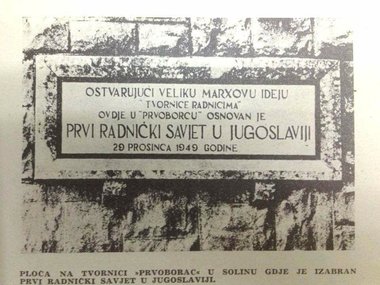 OSTVARUJUĆI VELIKU MARXOVU IDEJU
"TVORNICE RADNICIMA"
OVDJE U "PRVOBORCU" OSNOVAN JE
PRVI RADNIČKI SAVJET U JUGOSLAVIJI
29 PROSINCA 1949 GODINE.
PLOČA NA TVORNICI »PRVOBORAC« U SOLINU GDJE JE IZABRAN
PRVI RADNIČKI SAVJET U JUGOSLAVIJI.